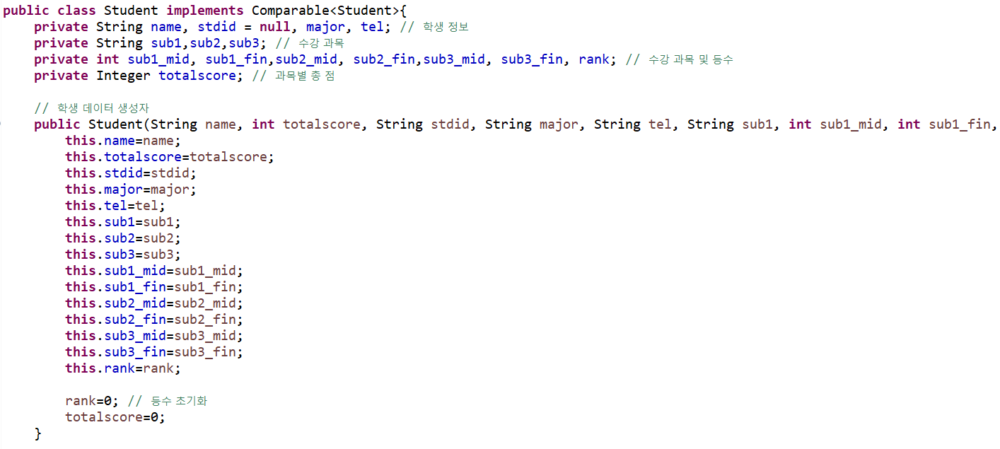 public class Student implements Comparable<Student>{
    private String name, stdid = null, major, tel; // 학생 정보
    private String sub1,sub2,sub3; // 수강 과목
    private int sub1_mid, sub1_fin,sub2_mid, sub2_fin,sub3_mid, sub3_fin, rank; // 수강 과목 및 등수
    private Integer totalscore; // 과목별 총 점
    // 학생 데이터 생성자
    public Student(String name, int totalscore, String stdid, String major, String tel, String sub1, int sub1_mid, int sub1_fin,
        this.name=name;
        this.totalscore=totalscore;
        this.stdid=stdid;
        this.major=major;
        this.tel=tel;
        this.sub1=sub1;
        this.sub2=sub2;
        this.sub3=sub3;
        this.sub1_mid=sub1_mid;
        this.sub1_fin=sub1_fin;
        this.sub2_mid=sub2_mid;
        this.sub2_fin=sub2_fin;
        this.sub3_mid=sub3_mid;
        this.sub3_fin=sub3_fin;
        this.rank=rank;
        rank=0; // 등수 초기화
        totalscore=0;
    }